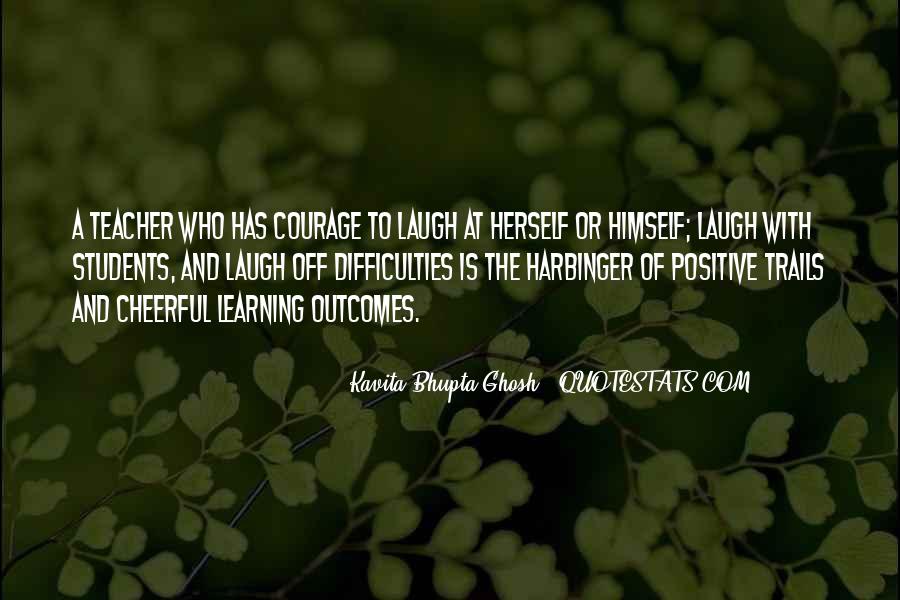 A TEACHER WHO HAS COURAGE TO LAUGH AT HERSELF OR HIMSELF; LAUGH WITH
STUDENTS, AND LAUGH OFF DIFFICULTIES IS THE HARBINGER OF POSITIVE TRAILS
AND CHEERFUL LEARNING OUTCOMES.
Kavita Bhupta Ghosh QUOTESTATS.COM